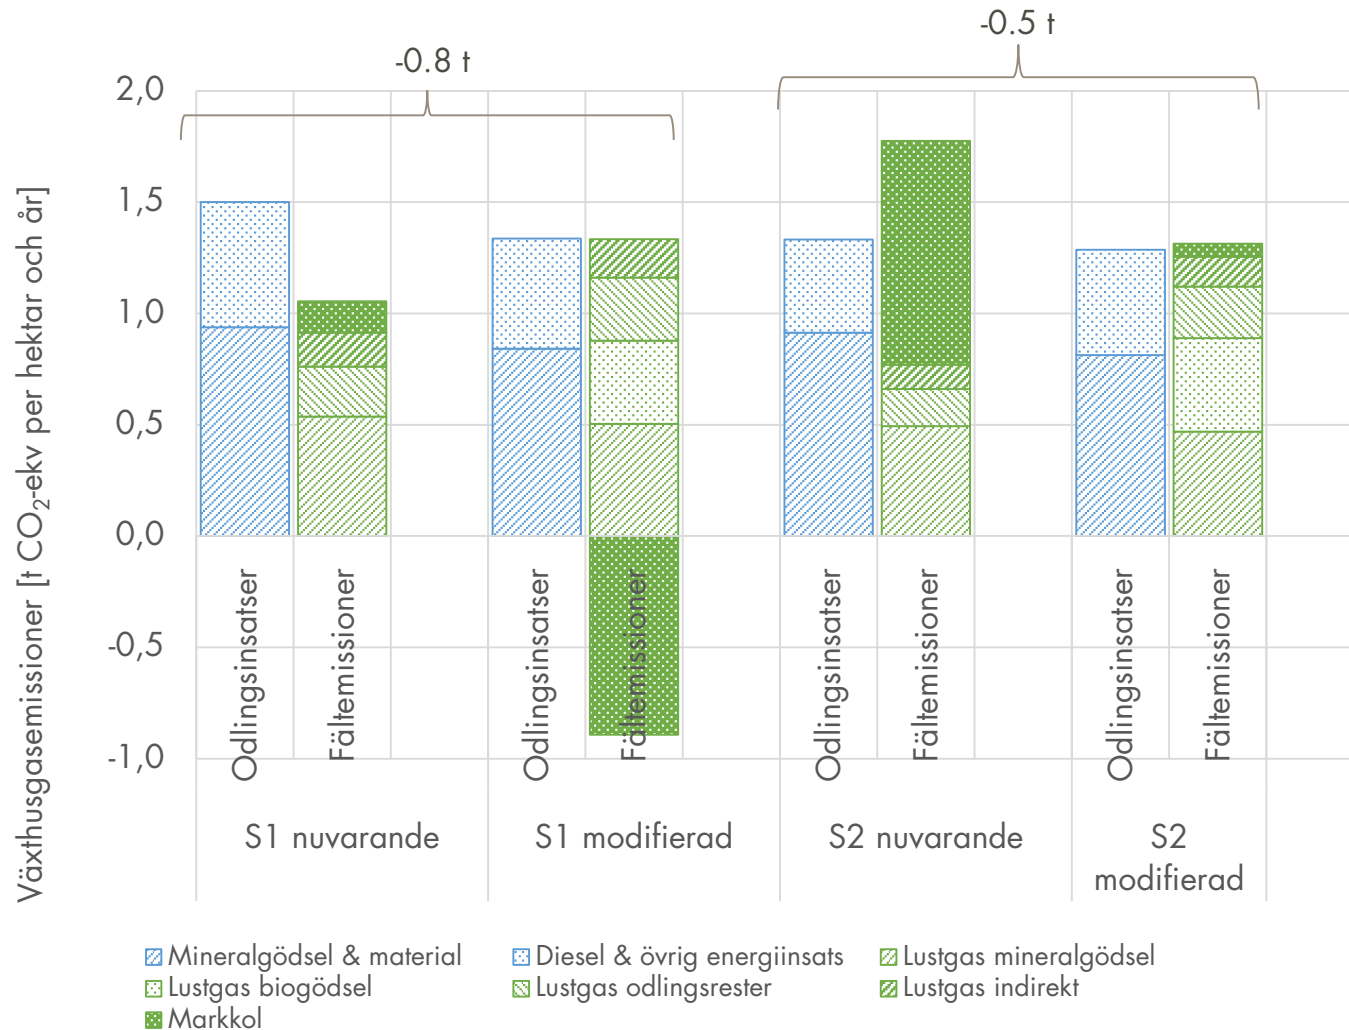 -0.5 t
-0.8 t
2,0
1,5
1,0
0,5
0,0
-0,5
-1,0
Växthusgasemissioner [t CO₂-ekv per hektar och år]
Odlingsinsatser
Fältemissioner
Odlingsinsatser
Fältemissioner
Odlingsinsatser
Fältemissioner
Odlingsinsatser
Fältemissioner
S1 nuvarande
S1 modifierad
S2 nuvarande
S2
modifierad
Mineralgödsel & material
Diesel & övrig energiinsats
Lustgas mineralgödsel
Lustgas biogödsel
Lustgas odlingsrester
Lustgas indirekt
Markkol